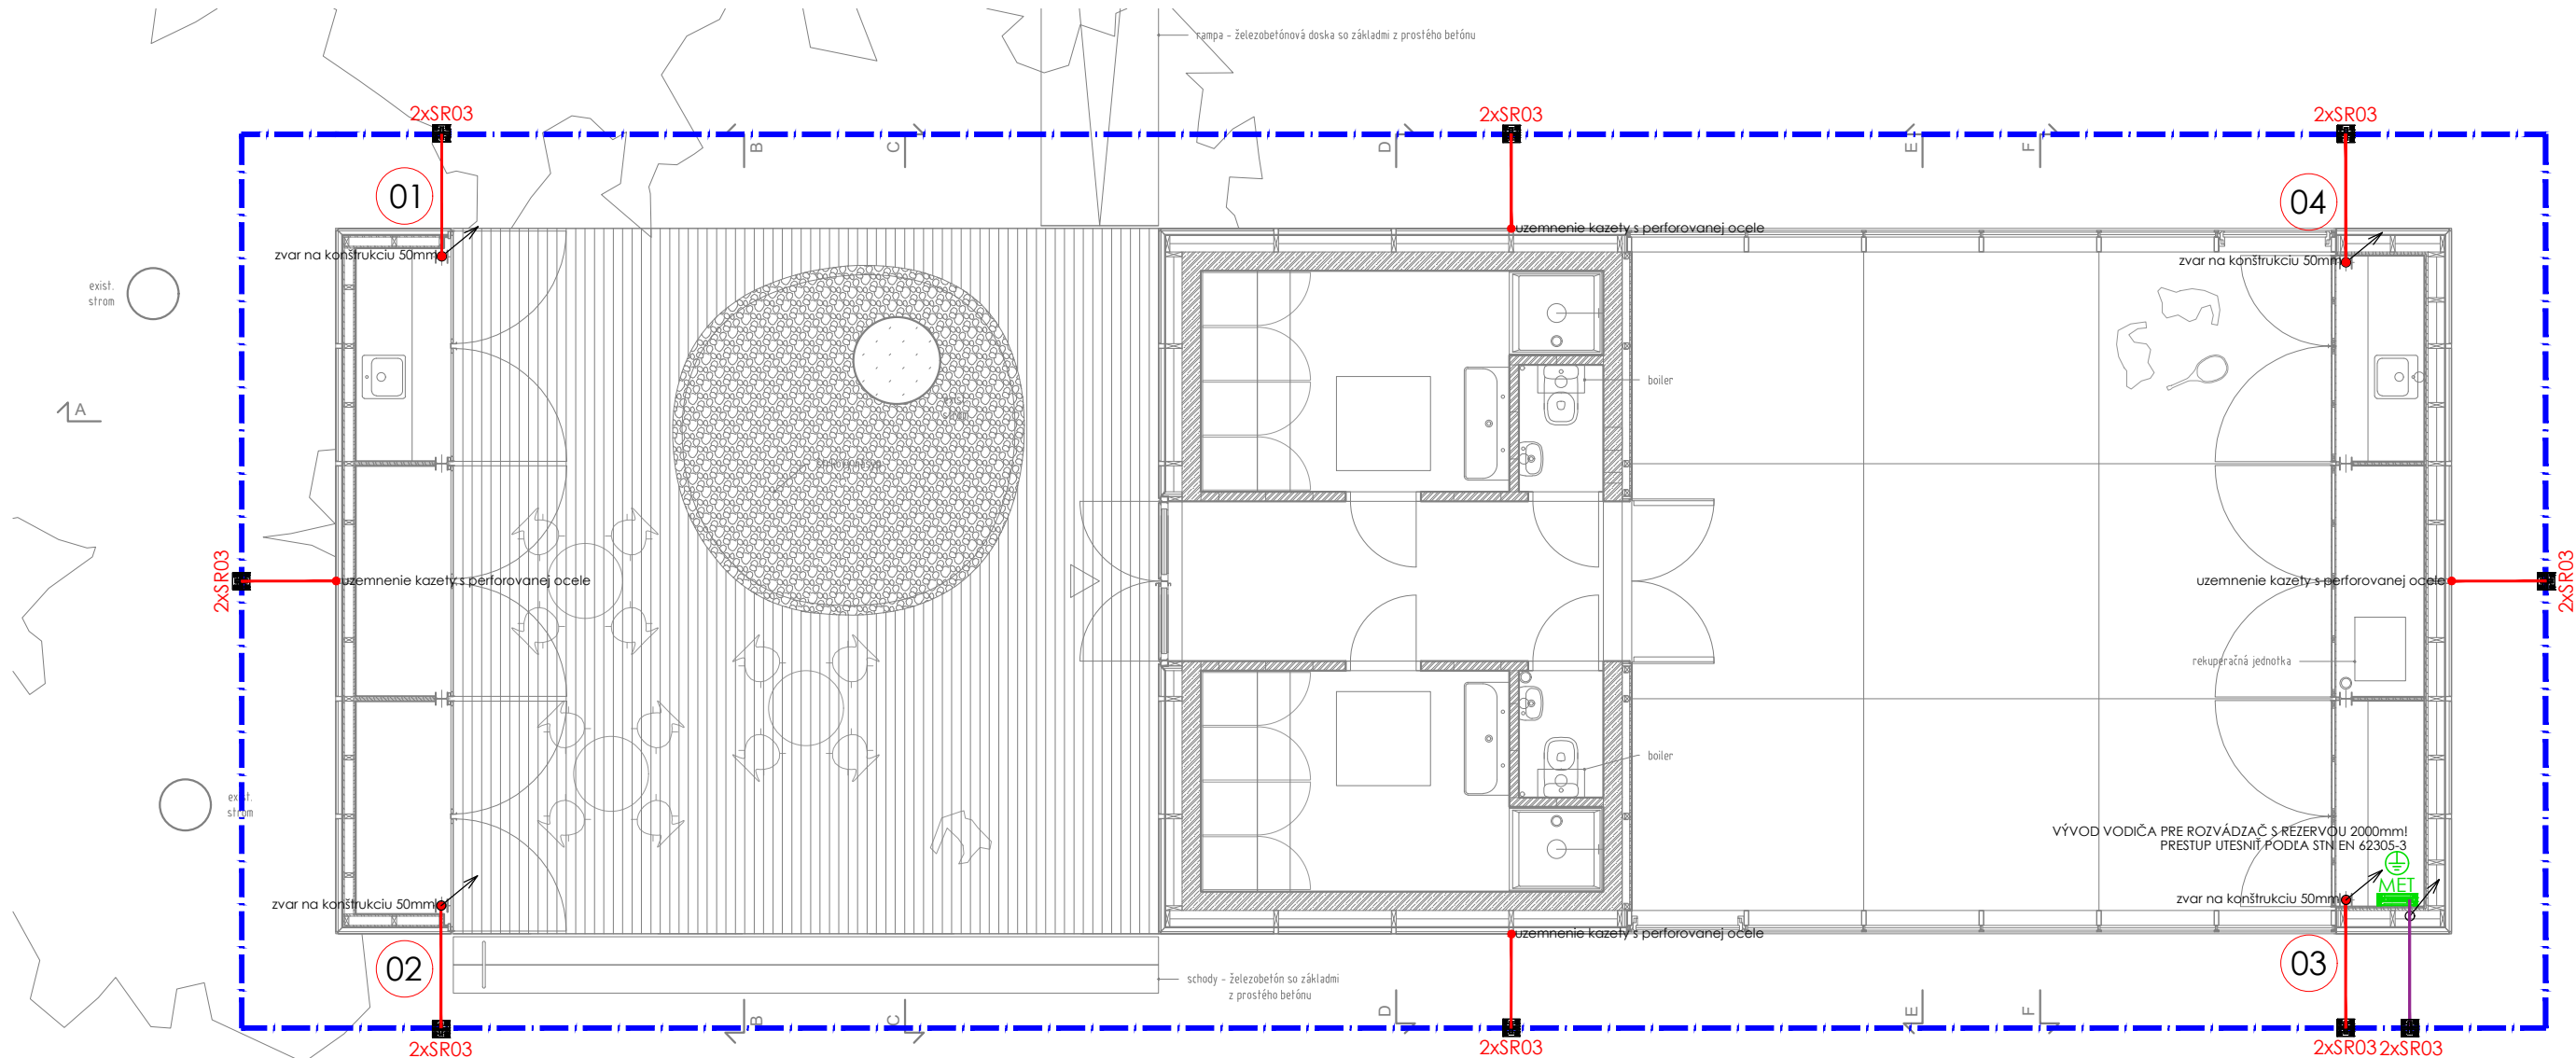 rampa - železobetónová doska so základmi z prostého betónu
2xSR03
2xSR03
2xSR03
B
C
D
E
F
01
04
uzemnenie kazety s perforovanej ocele
zvar na konštrukciu 50mm
zvar na konštrukciu 50mm
exist.
strom
boiler
A
2xSR03
uzemnenie kazety s perforovanej ocele
uzemnenie kazety s perforovanej ocele
2xSR03
rekuperačná jednotka
boiler
exist.
strom
VÝVOD VODIČA PRE ROZVÁDZAČ S REZERVOU 2000mm!
PRESTUP UTESNIŤ PODĽA STN EN 62305-3
MET
zvar na konštrukciu 50mm
zvar na konštrukciu 50mm
uzemnenie kazety s perforovanej ocele
02
03
schody - železobetón so základmi
z prostého betónu
B
C
D
E
F
2xSR03
2xSR03
2xSR03
2xSR03